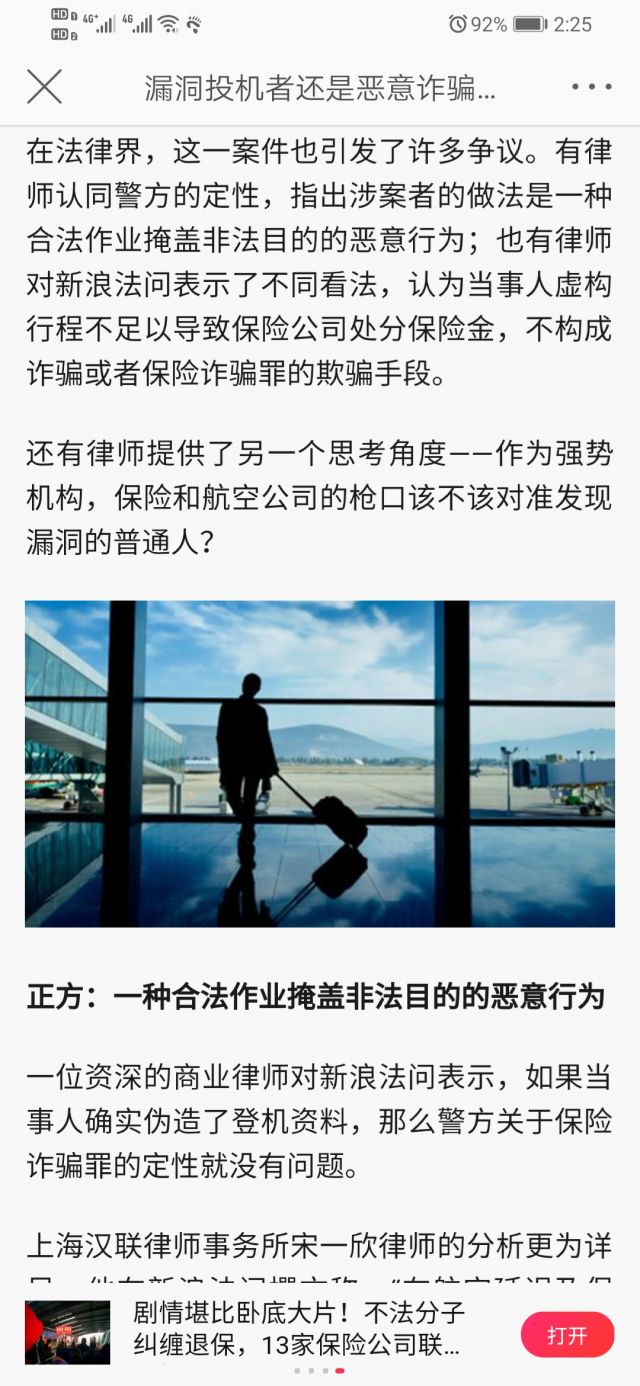 HD 1 4G+ 4G 92% 2:25
HD 2
漏洞投机者还是恶意诈骗...
在法律界，这一案件也引发了许多争议。有律
师认同警方的定性，指出涉案者的做法是一种
合法作业掩盖非法目的的恶意行为；也有律师
对新浪法问表示了不同看法，认为当事人虚构
行程不足以导致保险公司处分保险金，不构成
诈骗或者保险诈骗罪的欺骗手段。
还有律师提供了另一个思考角度——作为强势
机构，保险和航空公司的枪口该不该对准发现
漏洞的普通人？
正方：一种合法作业掩盖非法目的的恶意行为
一位资深的商业律师对新浪法问表示，如果当
事人确实伪造了登机资料，那么警方关于保险
诈骗罪的定性就没有问题。
上海汉联律师事务所宋一欣律师的分析更为详
剧情堪比卧底大片！不法分子
纠缠退保，13家保险公司联...
打开